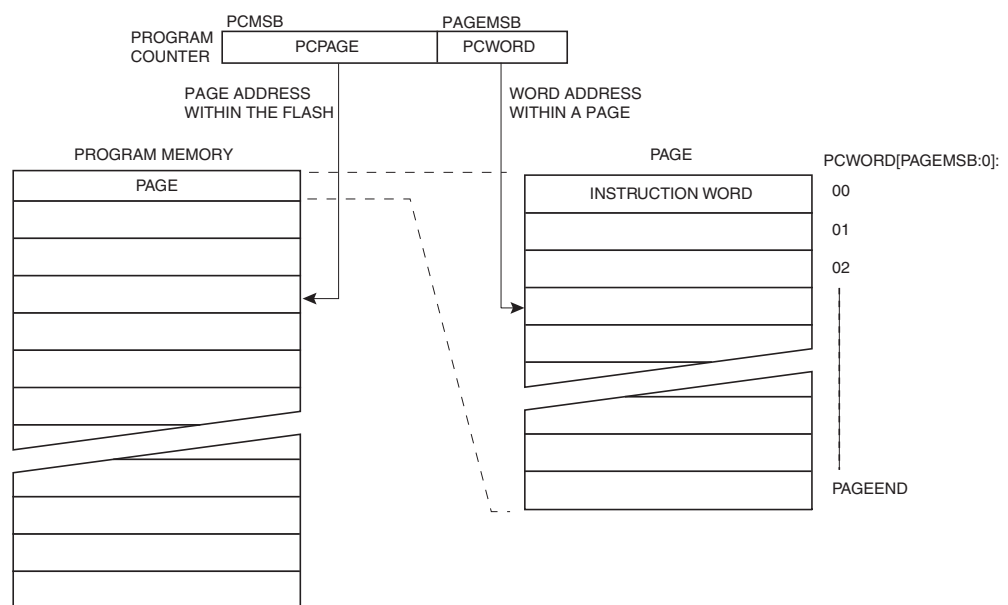 PCMSB
PAGEMSB
PROGRAM
COUNTER
PCPAGE
PCWORD
PAGE ADDRESS
WITHIN THE FLASH
WORD ADDRESS
WITHIN A PAGE
PROGRAM MEMORY
PAGE
PAGE
PCWORD[PAGEMSB:0]:
INSTRUCTION WORD
00
01
02
PAGEEND